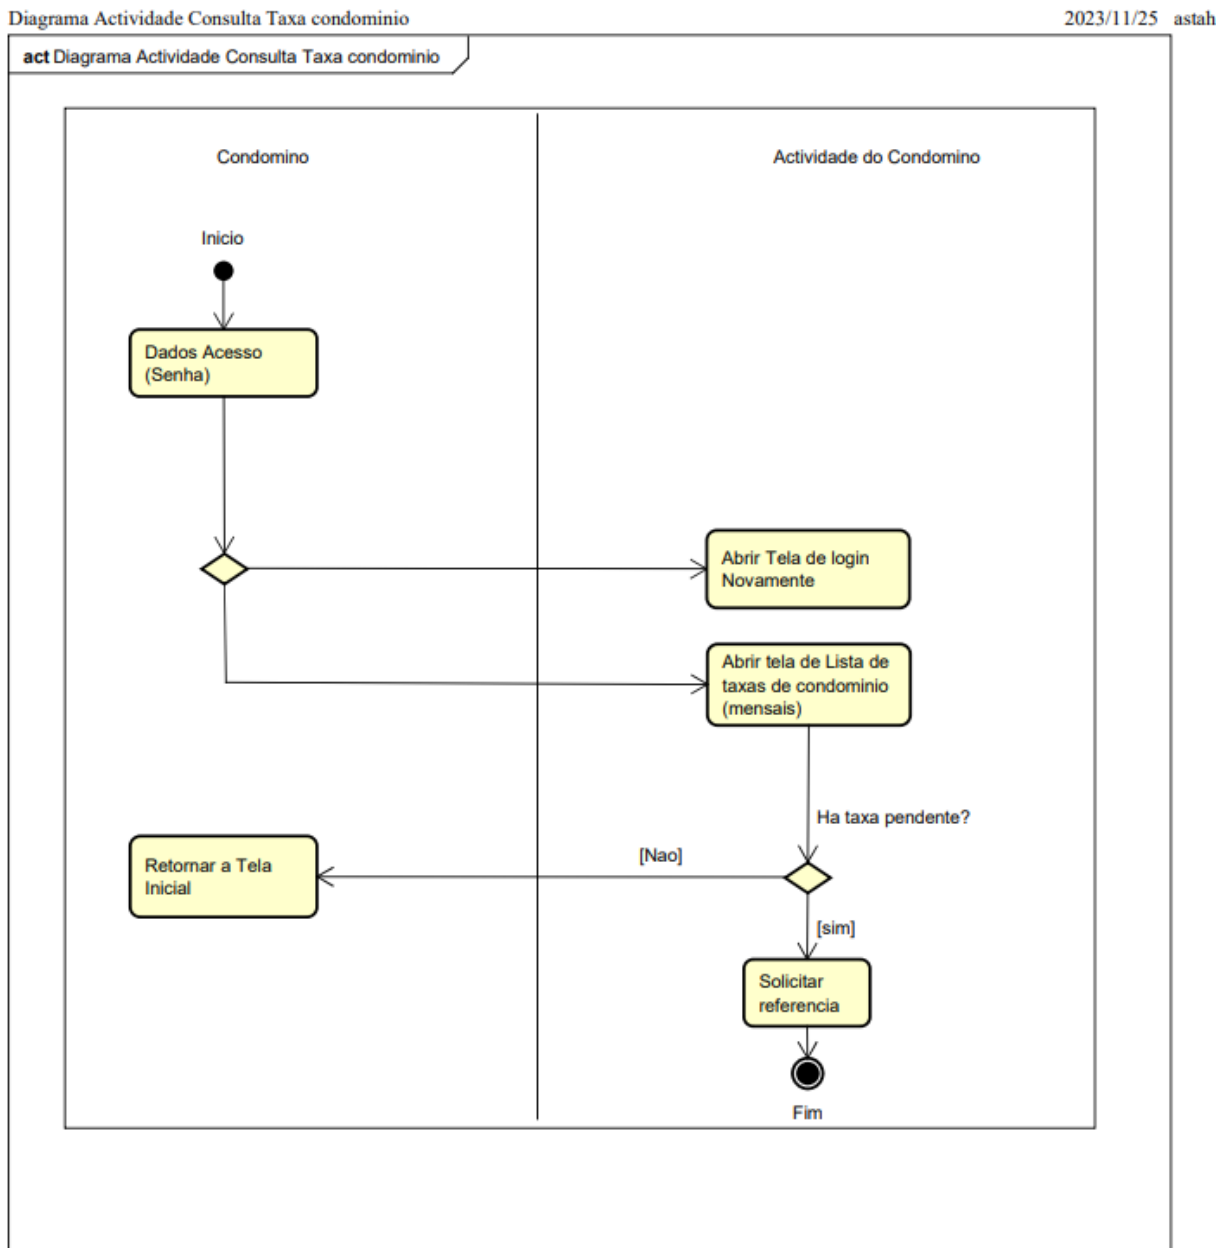 Diagrama Actividade Consulta Taxa condominio
2023/11/25 astah
act Diagrama Actividade Consulta Taxa condominio
Condomino
Actividade do Condomino
Inicio
Dados Acesso
(Senha)
Abrir Tela de login
Novamente
Abrir tela de Lista de
taxas de condominio
(mensais)
Ha taxa pendente?
[Nao]
Retornar a Tela
Inicial
[sim]
Solicitar
referencia
Fim